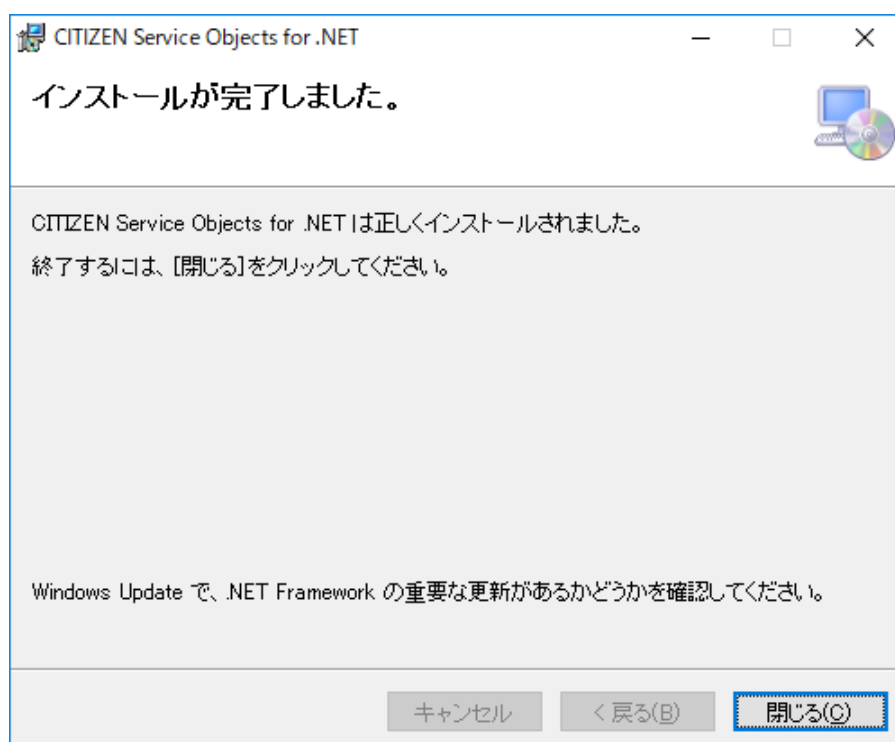 CITIZEN Service Objects for .NET
インストールが完了しました。
CITIZEN Service Objects for .NET は正しくインストールされました。
終了するには、[閉じる]をクリックしてください。
Windows Update で、.NET Framework の重要な更新があるかどうかを確認してください。
キャンセル
< 戻る(B)
閉じる(C)